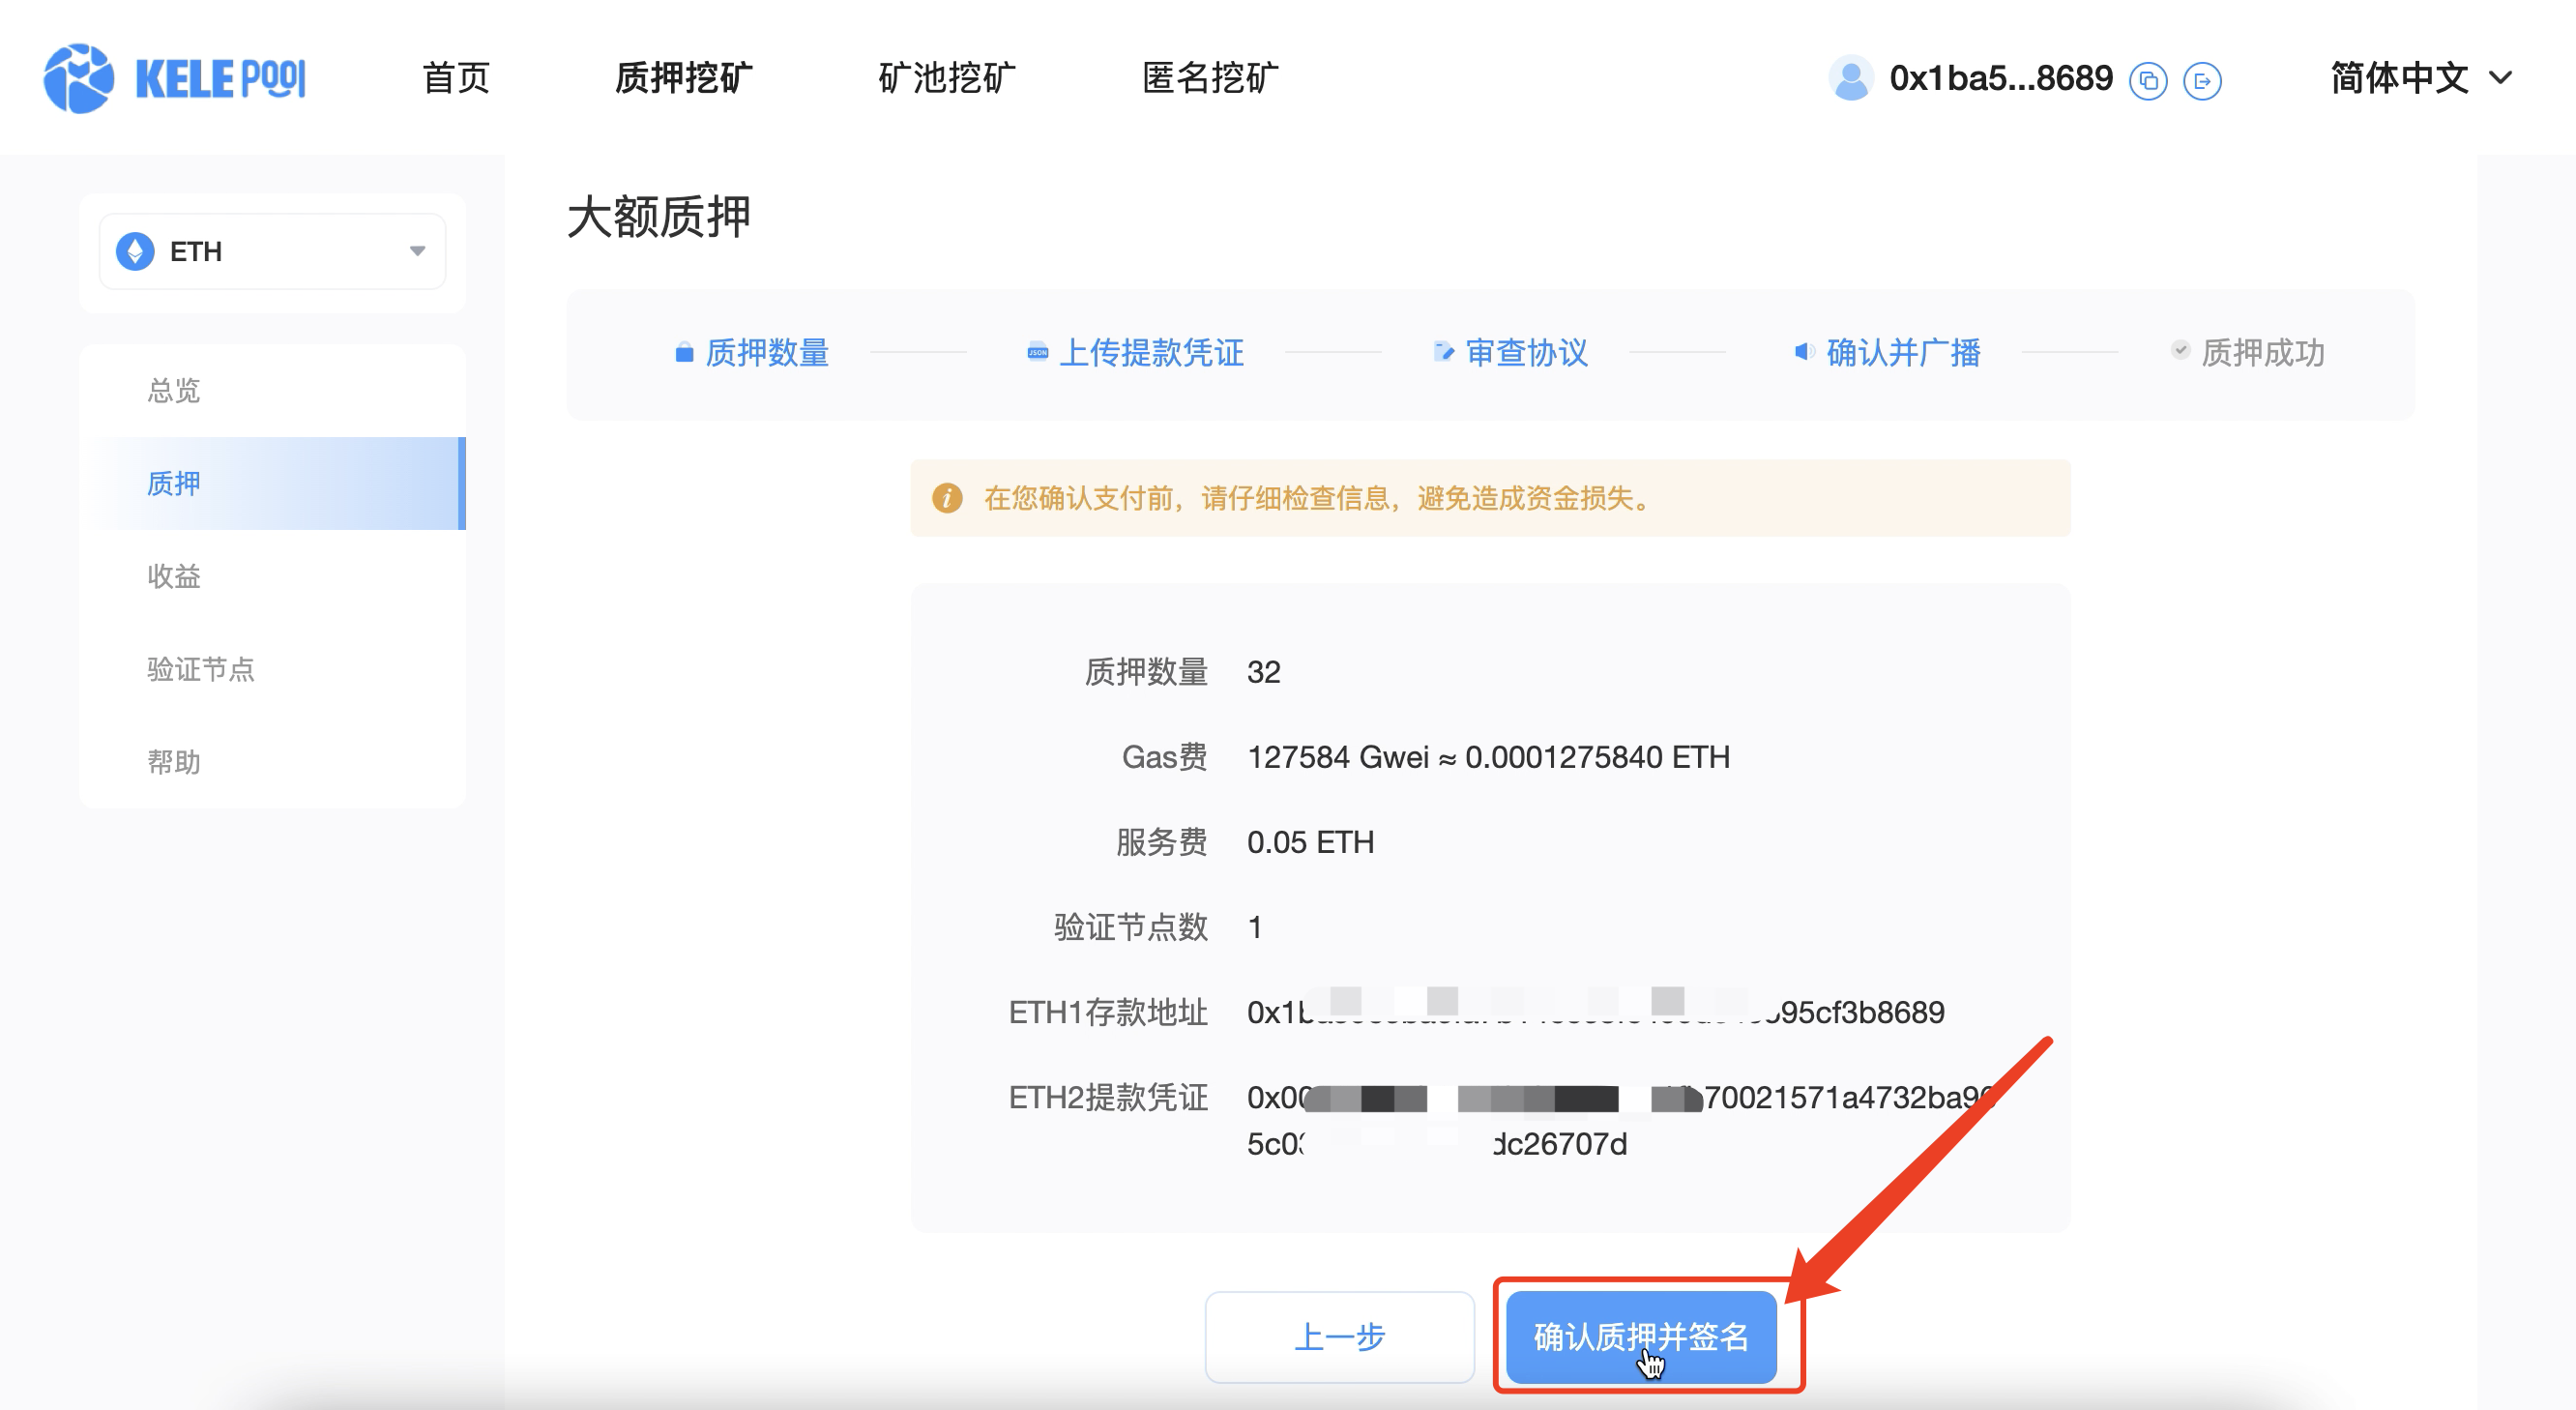 KELE POOL
首页
质押挖矿
矿池挖矿
匿名挖矿
0x1ba5...8689
简体中文
ETH
总览
质押
收益
验证节点
帮助
大额质押
质押数量
JSON
上传提款凭证
审查协议
确认并广播
质押成功
在您确认支付前，请仔细检查信息，避免造成资金损失。
质押数量 32
Gas费 127584 Gwei ≈ 0.0001275840 ETH
服务费 0.05 ETH
验证节点数 1
ETH1存款地址 0x1b 95cf3b8689
ETH2提款凭证 0x00 70021571a4732ba9
5c0 dc26707d
上一步
确认质押并签名